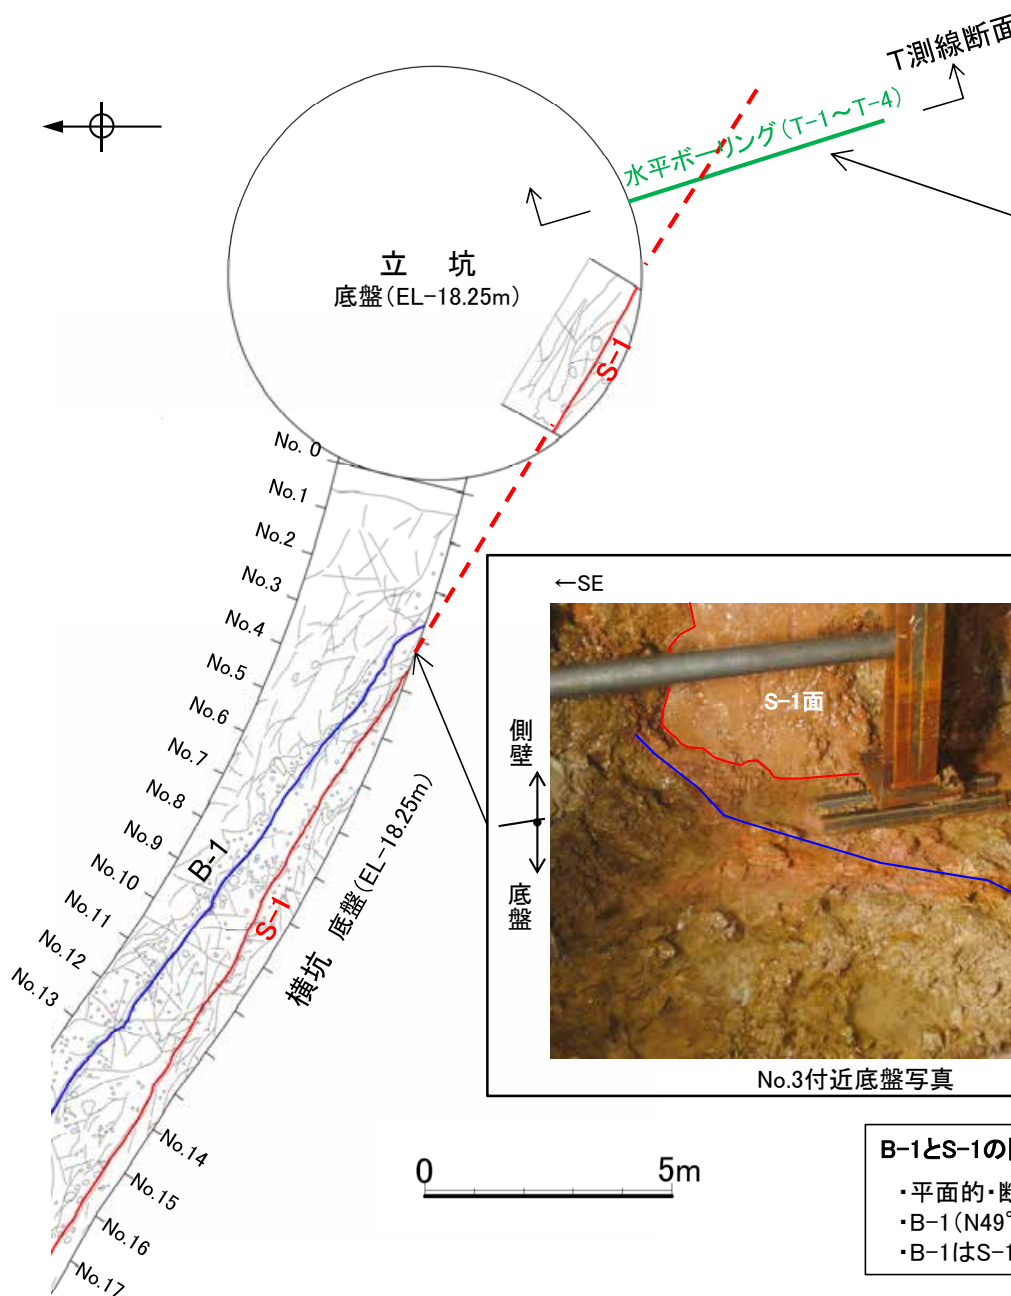 T測線断面
水平ボーリング(T-1～T-4)
立　坑
底盤(EL-18.25m)
S-1
No. 0
No.1
No.2
No.3
No.4
No.5
No.6
No.7
No.8
No.9
No.10
No.11
No.12
No.13
B-1
S-1
横坑　底盤(EL-18.25m)
No.14
No.15
No.16
No.17
←SE
S-1面
側壁
底盤
No.3付近底盤写真
0 5m
B-1とS-1の
・平面的・断
・B-1(N49°
・B-1はS-1